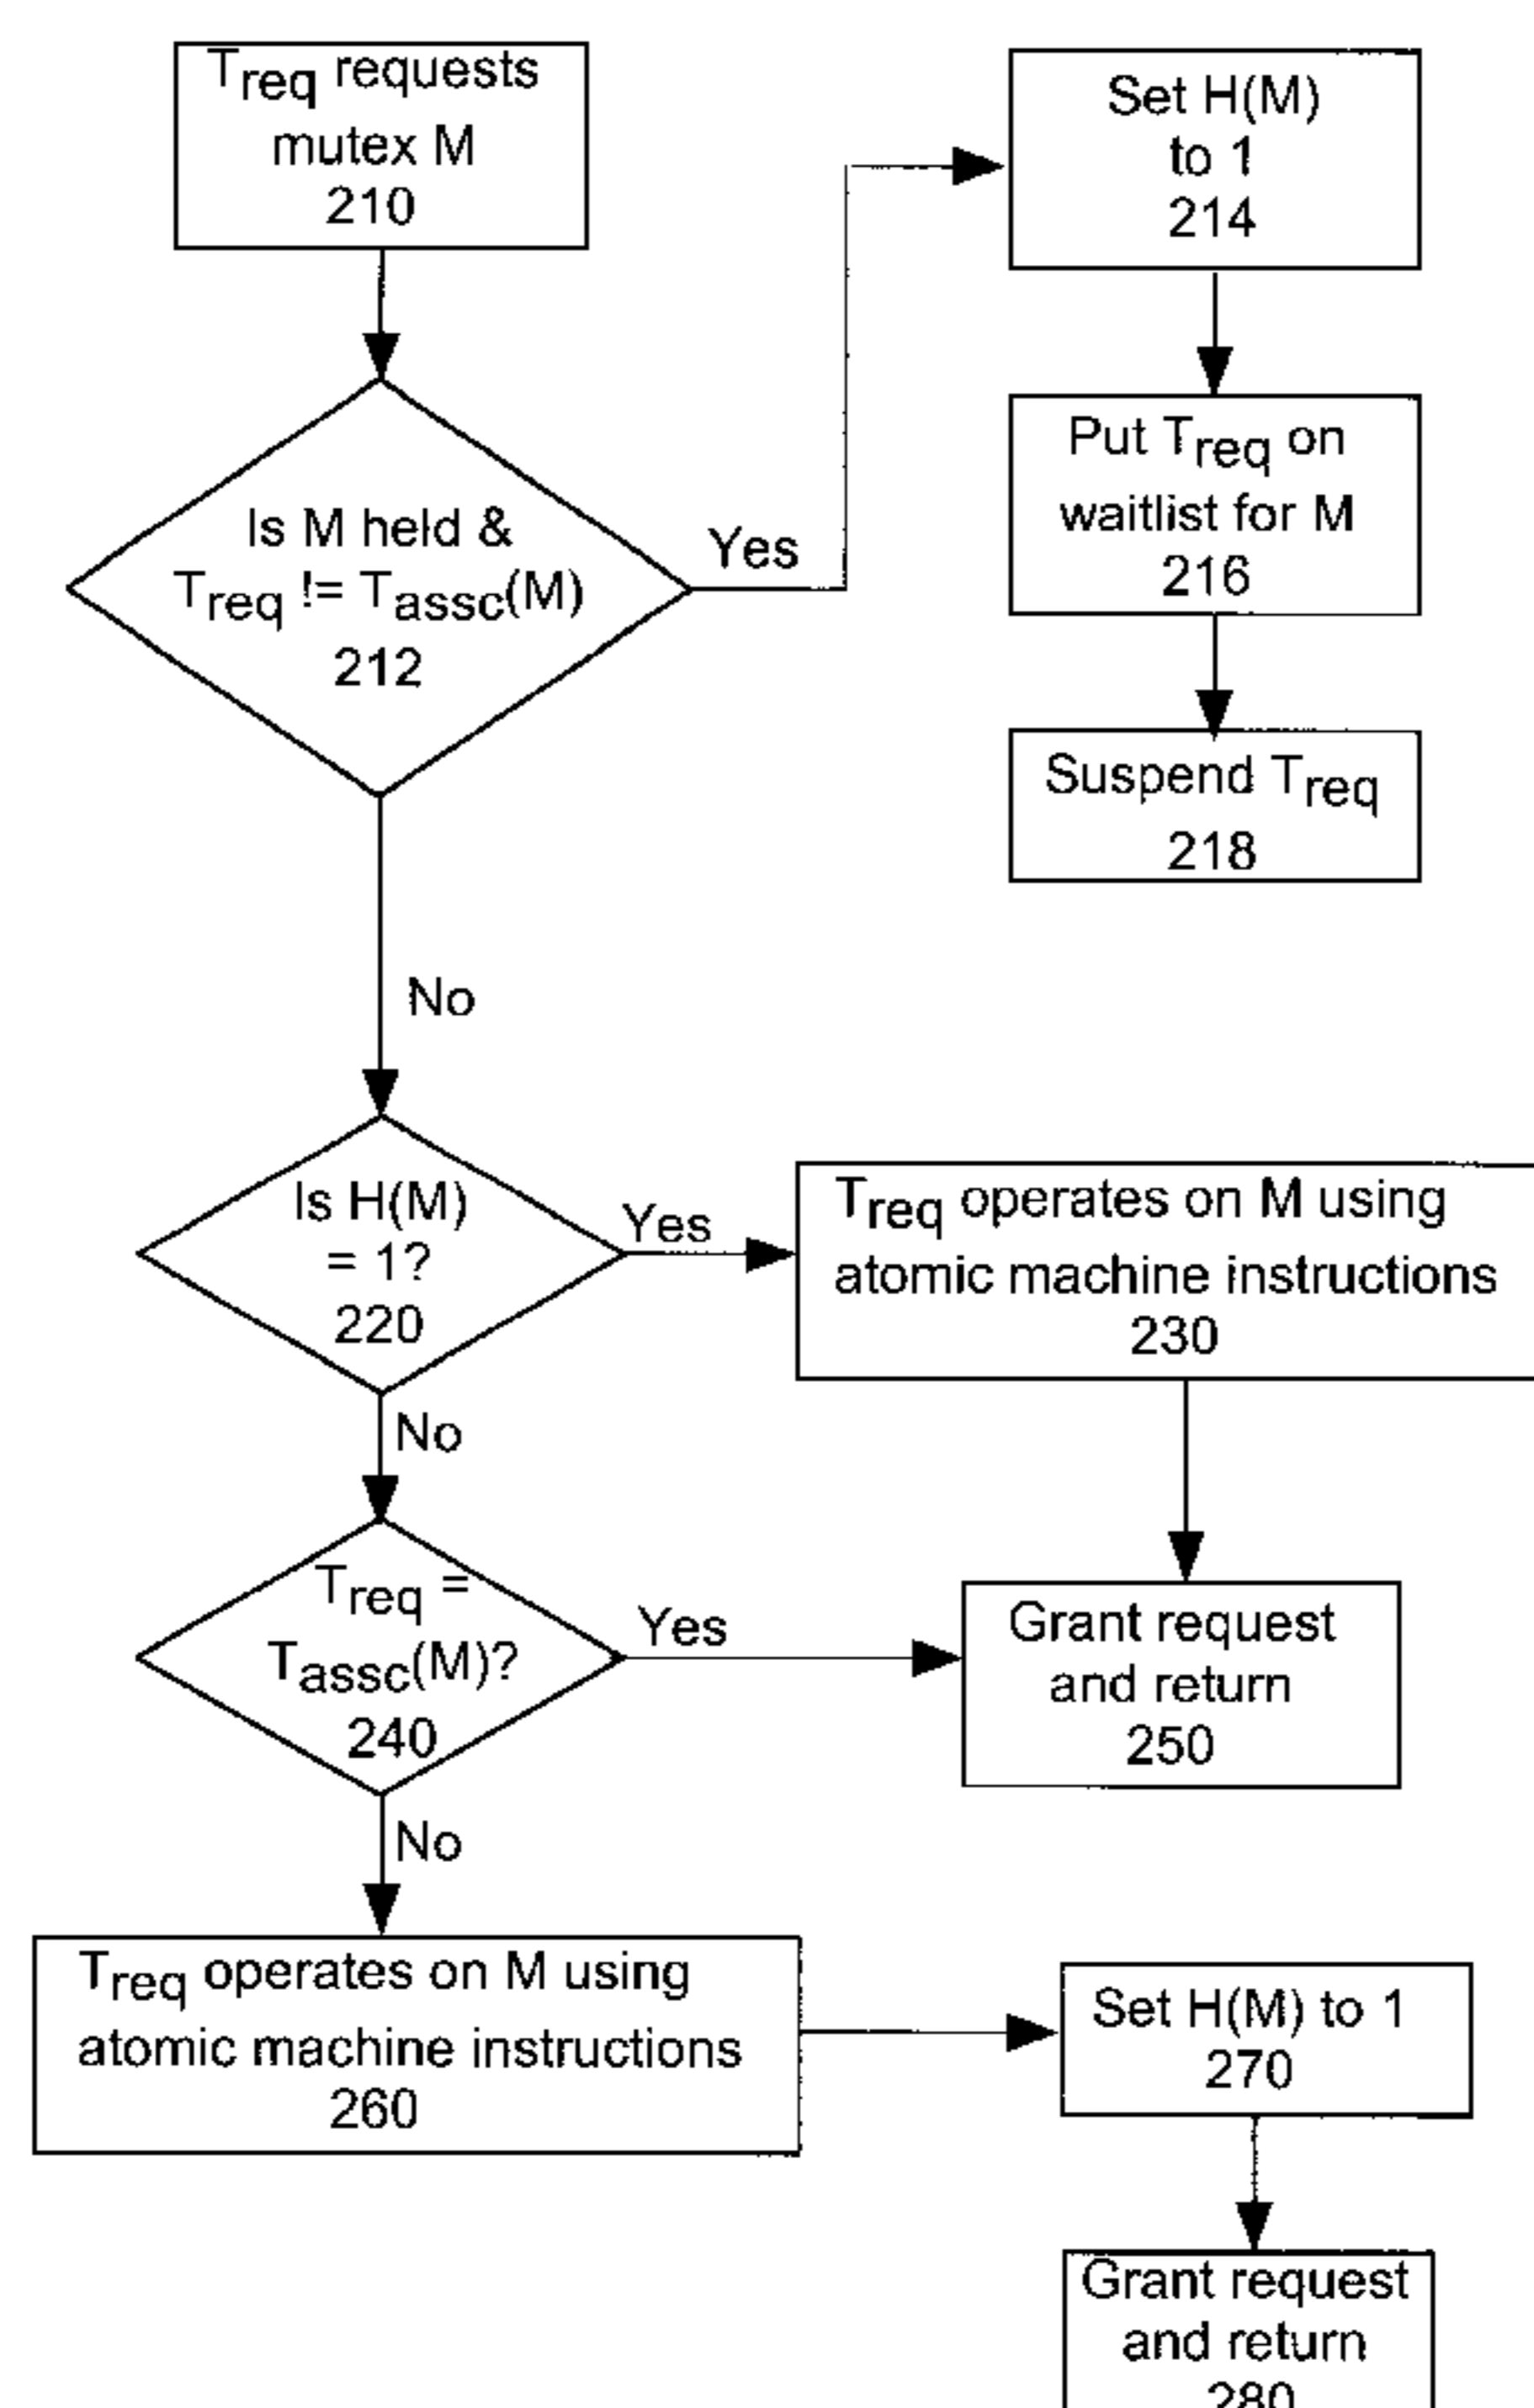 Treq requests
mutex M
210
Set H(M)
to 1
214
Is M held &
Treq != Tassc(M)
212
Yes
Put Treq on
waitlist for M
216
Suspend Treq
218
No
Is H(M)
= 1?
220
Yes
Treq operates on M using
atomic machine instructions
230
No
Treq =
Tassc(M)?
240
Yes
Grant request
and return
250
No
Treq operates on M using
atomic machine instructions
260
Set H(M) to 1
270
Grant request
and return
280